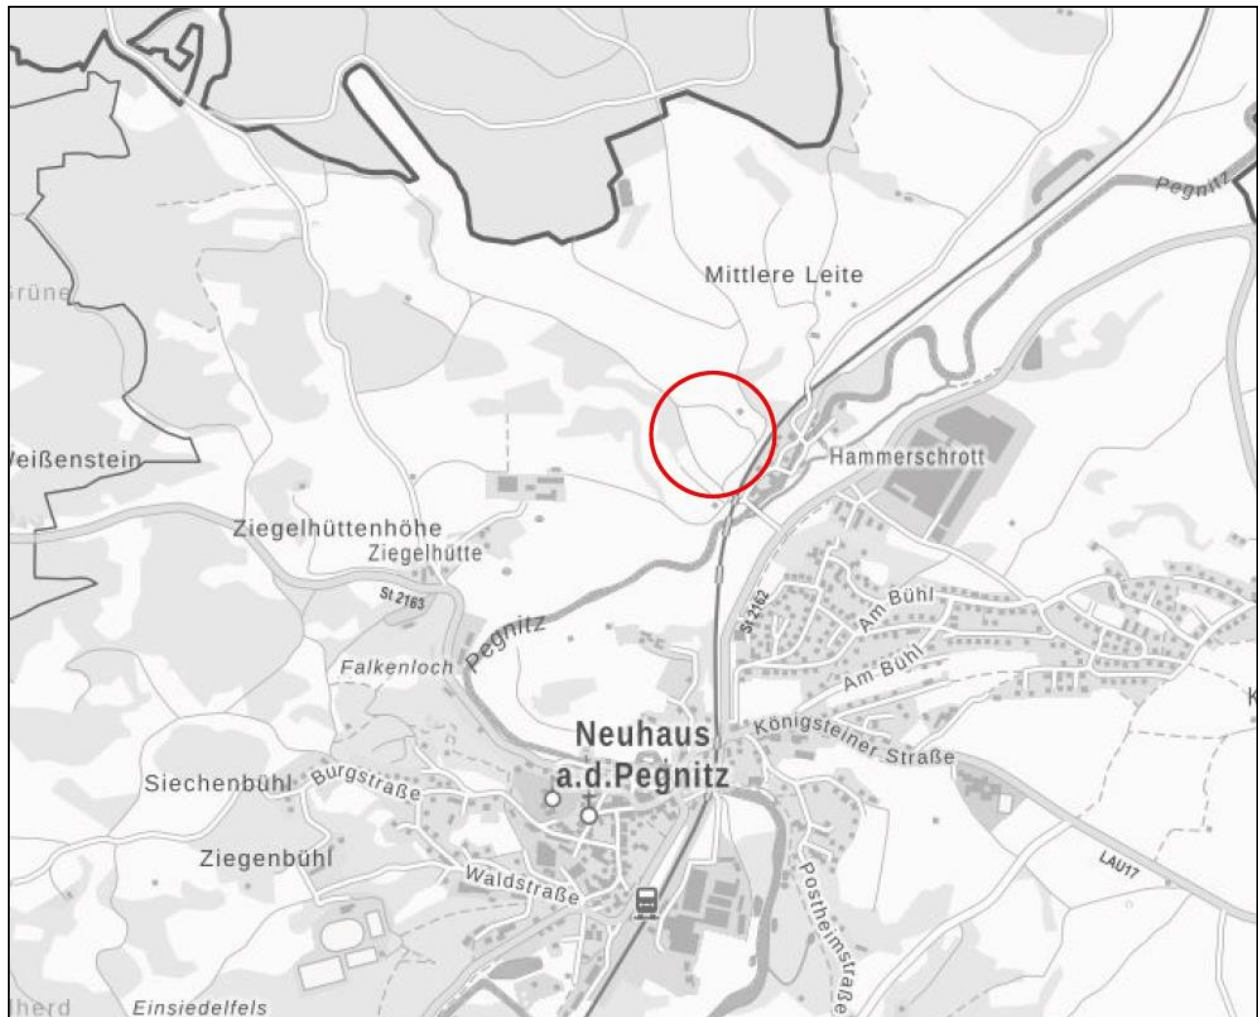 Pegnitz
Mittlere Leite
rüne
Hammerschrott
eißenstein
Ziegelhüttenhöhe
Ziegelhütte
St 2163
St 2162
Am Bühl
Pegnitz
Falkenloch
Am Bühl
Königsteiner Straße
K
Neuhaus
a.d.Pegnitz
Siechenbühl
Burgstraße
Ziegenbühl
Waldstraße
LAU17
Postheimstraße
lherd
Einsiedelfels